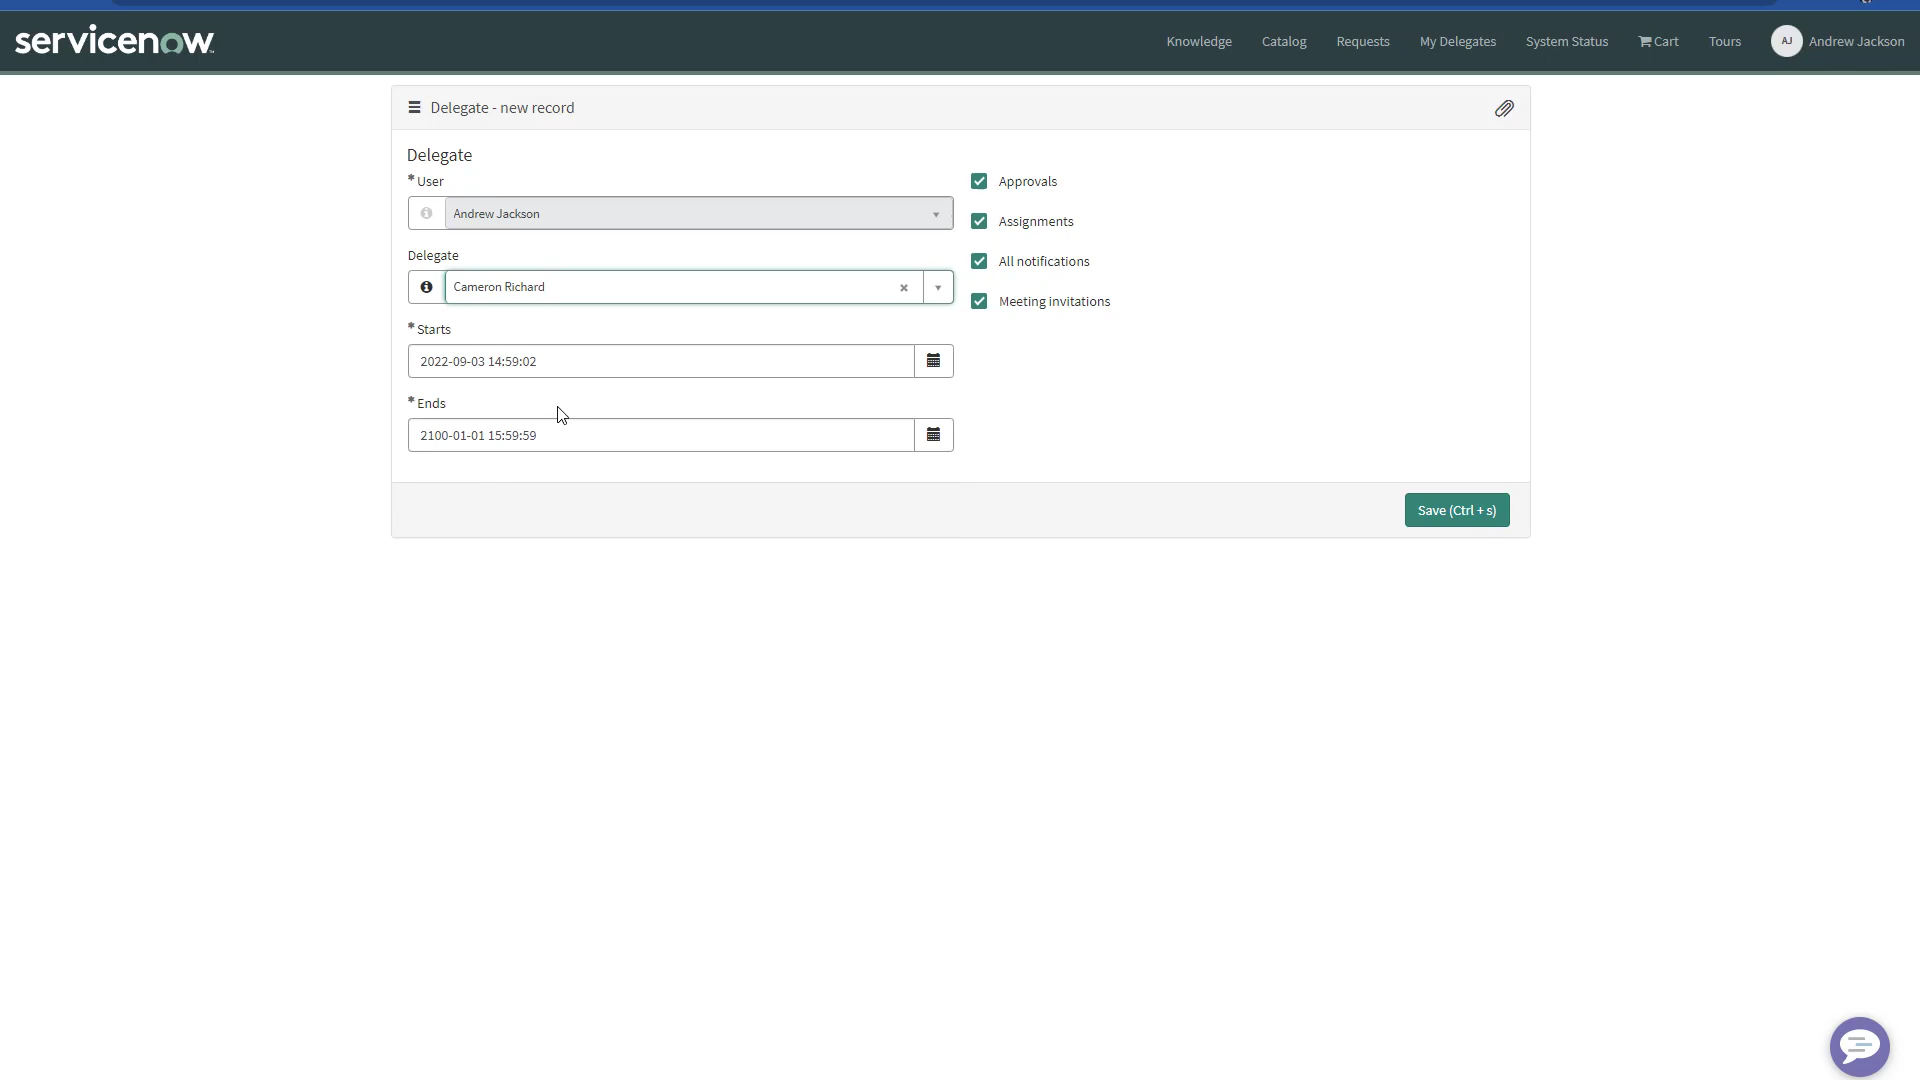 servicenow
Knowledge
Catalog
Requests
My Delegates
System Status
Cart
Tours
AJ
Andrew Jackson
Delegate - new record
Delegate
* User
Andrew Jackson
Delegate
Cameron Richard
* Starts
2022-09-03 14:59:02
* Ends
2100-01-01 15:59:59
Approvals
Assignments
All notifications
Meeting invitations
Save (Ctrl + s)